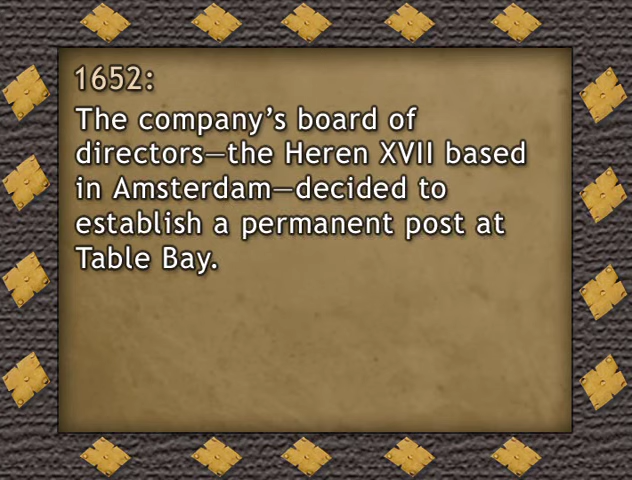 1652:
The company’s board of
directors—the Heren XVII based
in Amsterdam—decided to
establish a permanent post at
Table Bay.